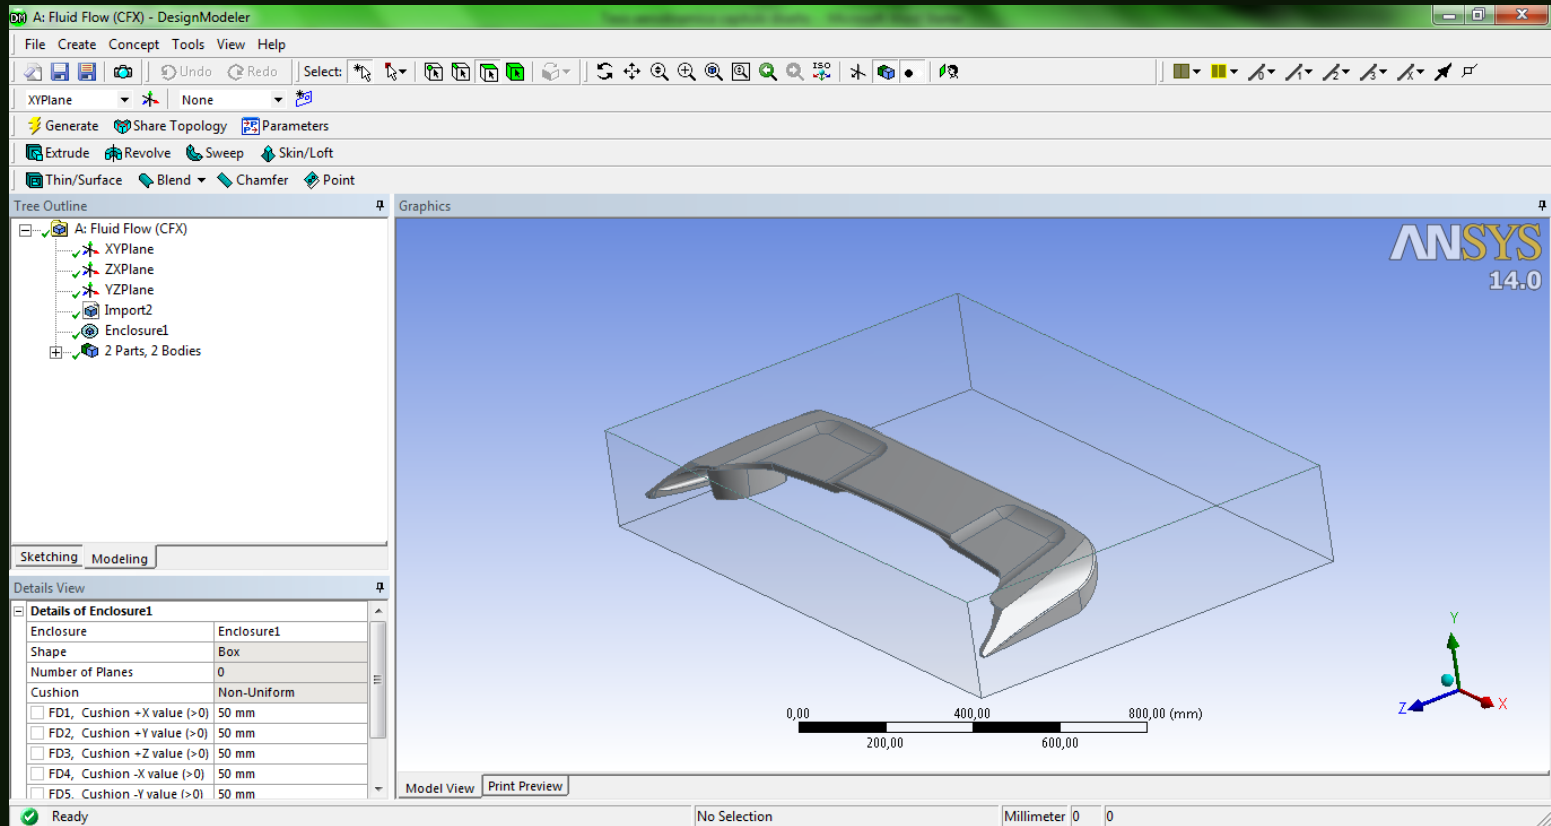 A: Fluid Flow (CFX) - DesignModeler
File Create Concept Tools View Help
Undo Redo Select: ISO
XYPlane None
Generate Share Topology Parameters
Extrude Revolve Sweep Skin/Loft
Thin/Surface Blend Chamfer Point
Tree Outline
A: Fluid Flow (CFX)
XYPlane
ZXPlane
YZPlane
Import2
Enclosure1
2 Parts, 2 Bodies
Sketching Modeling
Details View
Details of Enclosure1
Enclosure Enclosure1
Shape Box
Number of Planes 0
Cushion Non-Uniform
FD1, Cushion +X value (>0) 50 mm
FD2, Cushion +Y value (>0) 50 mm
FD3, Cushion +Z value (>0) 50 mm
FD4, Cushion -X value (>0) 50 mm
FD5, Cushion -Y value (>0) 50 mm
Graphics
ANSYS
14.0
Y
Z X
0,00 400,00 800,00 (mm)
200,00 600,00
Model View Print Preview
Ready No Selection Millimeter 0 0